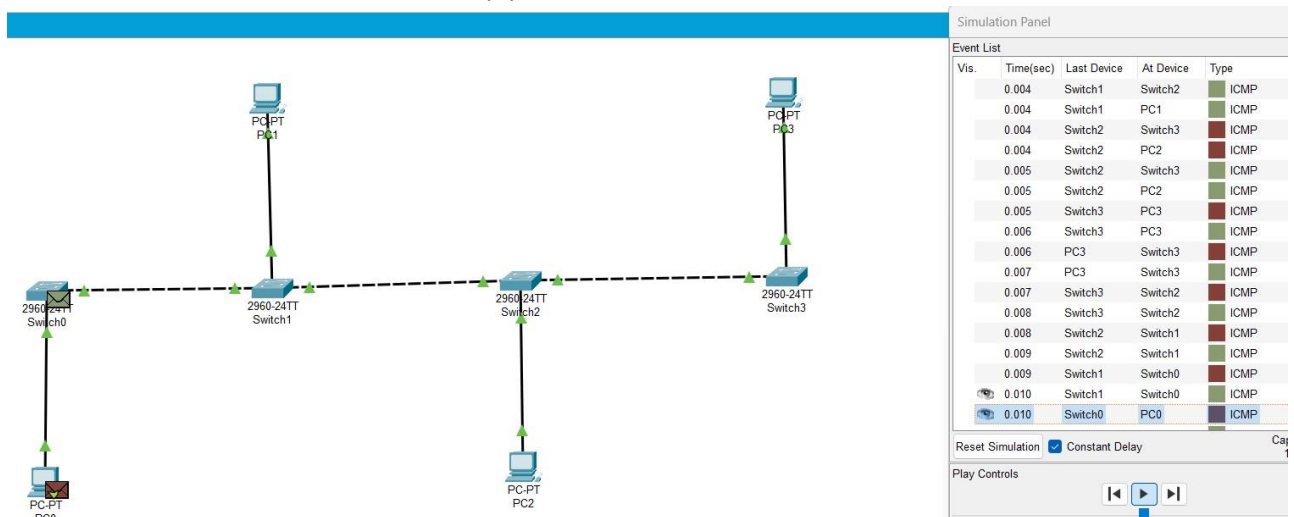 Simulation Panel
Event List
Vis. Time(sec) Last Device At Device Type
0.004 Switch1 Switch2 ICMP
0.004 Switch1 PC1 ICMP
0.004 Switch2 Switch3 ICMP
0.004 Switch2 PC2 ICMP
0.005 Switch2 Switch3 ICMP
0.005 Switch2 PC2 ICMP
0.005 Switch3 PC3 ICMP
0.006 Switch3 PC3 ICMP
0.006 PC3 Switch3 ICMP
0.007 PC3 Switch3 ICMP
0.007 Switch3 Switch2 ICMP
0.008 Switch3 Switch2 ICMP
0.008 Switch2 Switch1 ICMP
0.009 Switch2 Switch1 ICMP
0.009 Switch1 Switch0 ICMP
0.010 Switch1 Switch0 ICMP
0.010 Switch0 PC0 ICMP
Reset Simulation Constant Delay
Play Controls
PC-PT
PC1
PC-PT
PC3
2960-24TT
Switch0
2960-24TT
Switch1
2960-24TT
Switch2
2960-24TT
Switch3
PC-PT
PC-PT
PC2